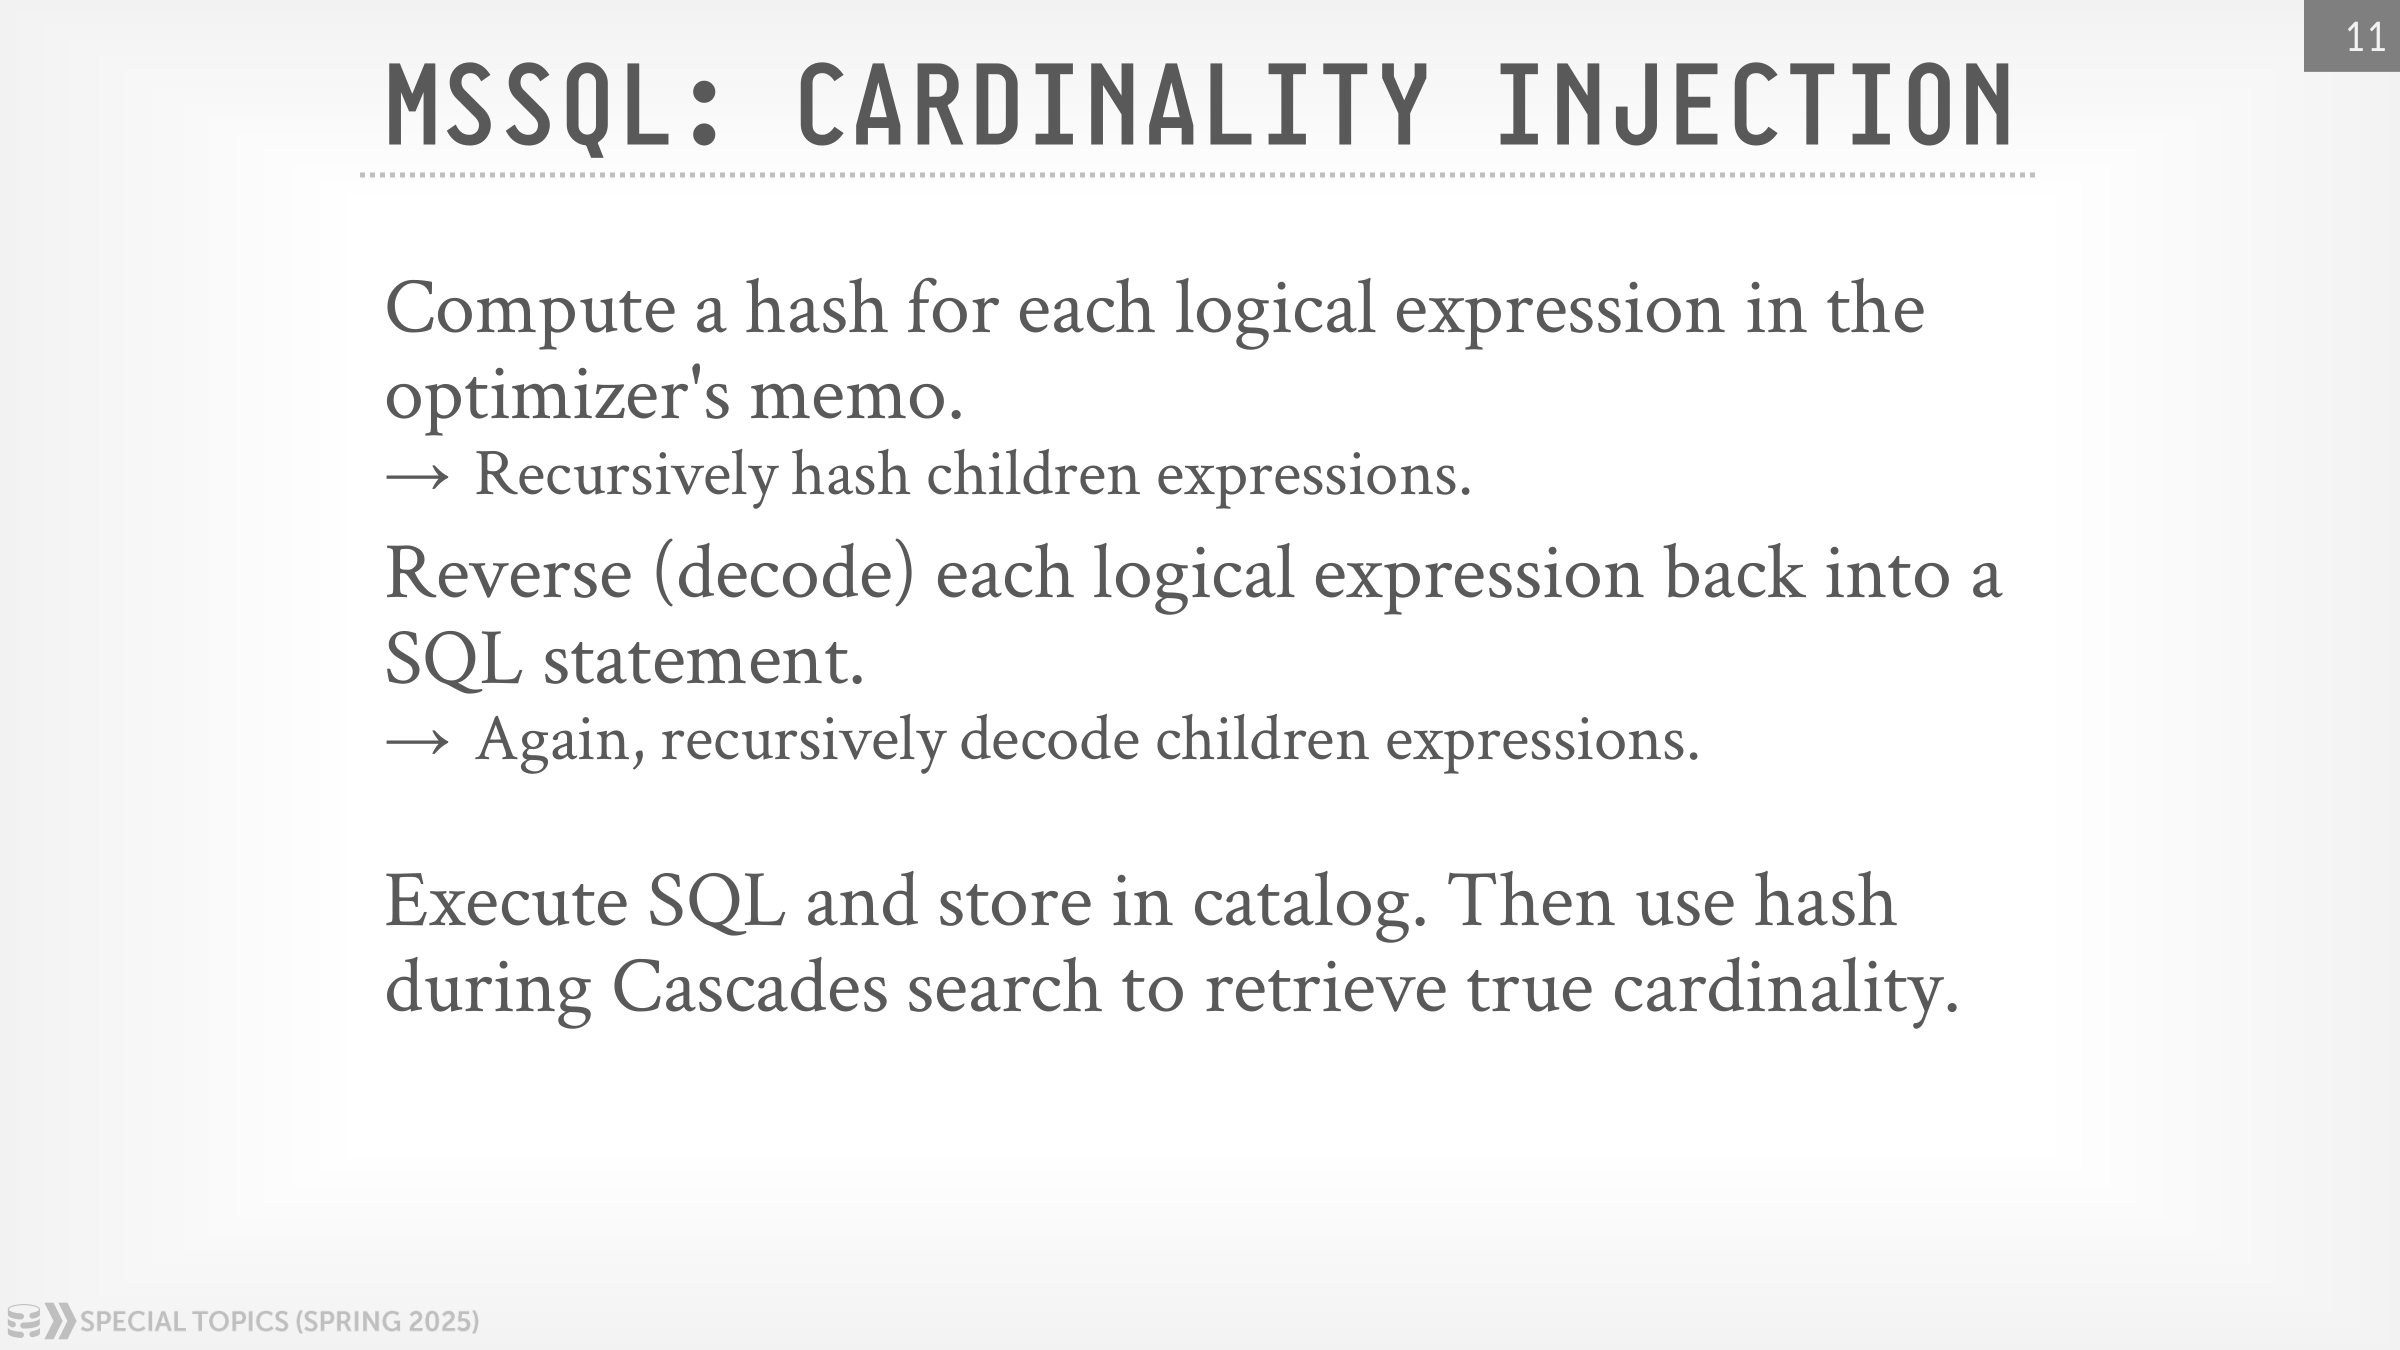 11
MSSQL: CARDINALITY INJECTION
Compute a hash for each logical expression in the
optimizer's memo.
→ Recursively hash children expressions.
Reverse (decode) each logical expression back into a
SQL statement.
→ Again, recursively decode children expressions.
Execute SQL and store in catalog. Then use hash
during Cascades search to retrieve true cardinality.
SPECIAL TOPICS (SPRING 2025)